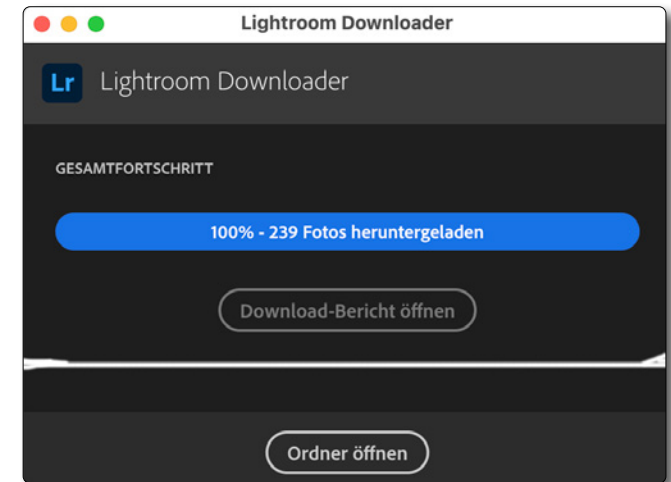 Lightroom Downloader
Lr Lightroom Downloader
GESAMTFORTSCHRITT
100% - 239 Fotos heruntergeladen
Download-Bericht öffnen
Ordner öffnen